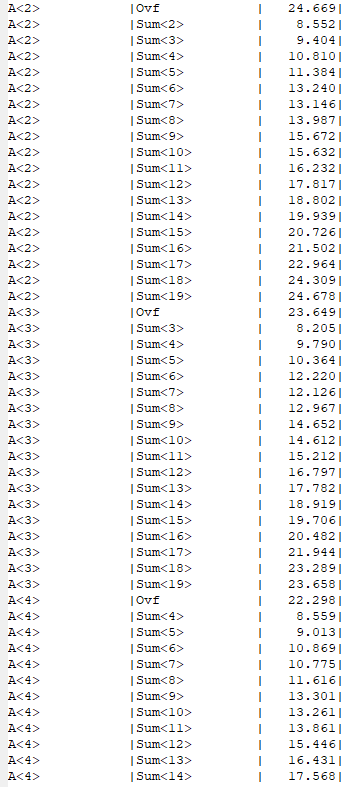 A<2> |Ovf | 24.669|
A<2> |Sum<2> | 8.552|
A<2> |Sum<3> | 9.404|
A<2> |Sum<4> | 10.810|
A<2> |Sum<5> | 11.384|
A<2> |Sum<6> | 13.240|
A<2> |Sum<7> | 13.146|
A<2> |Sum<8> | 13.987|
A<2> |Sum<9> | 15.672|
A<2> |Sum<10> | 15.632|
A<2> |Sum<11> | 16.232|
A<2> |Sum<12> | 17.817|
A<2> |Sum<13> | 18.802|
A<2> |Sum<14> | 19.939|
A<2> |Sum<15> | 20.726|
A<2> |Sum<16> | 21.502|
A<2> |Sum<17> | 22.964|
A<2> |Sum<18> | 24.309|
A<2> |Sum<19> | 24.678|
A<3> |Ovf | 23.649|
A<3> |Sum<3> | 8.205|
A<3> |Sum<4> | 9.790|
A<3> |Sum<5> | 10.364|
A<3> |Sum<6> | 12.220|
A<3> |Sum<7> | 12.126|
A<3> |Sum<8> | 12.967|
A<3> |Sum<9> | 14.652|
A<3> |Sum<10> | 14.612|
A<3> |Sum<11> | 15.212|
A<3> |Sum<12> | 16.797|
A<3> |Sum<13> | 17.782|
A<3> |Sum<14> | 18.919|
A<3> |Sum<15> | 19.706|
A<3> |Sum<16> | 20.482|
A<3> |Sum<17> | 21.944|
A<3> |Sum<18> | 23.289|
A<3> |Sum<19> | 23.658|
A<4> |Ovf | 22.298|
A<4> |Sum<4> | 8.559|
A<4> |Sum<5> | 9.013|
A<4> |Sum<6> | 10.869|
A<4> |Sum<7> | 10.775|
A<4> |Sum<8> | 11.616|
A<4> |Sum<9> | 13.301|
A<4> |Sum<10> | 13.261|
A<4> |Sum<11> | 13.861|
A<4> |Sum<12> | 15.446|
A<4> |Sum<13> | 16.431|
A<4> |Sum<14> | 17.568|